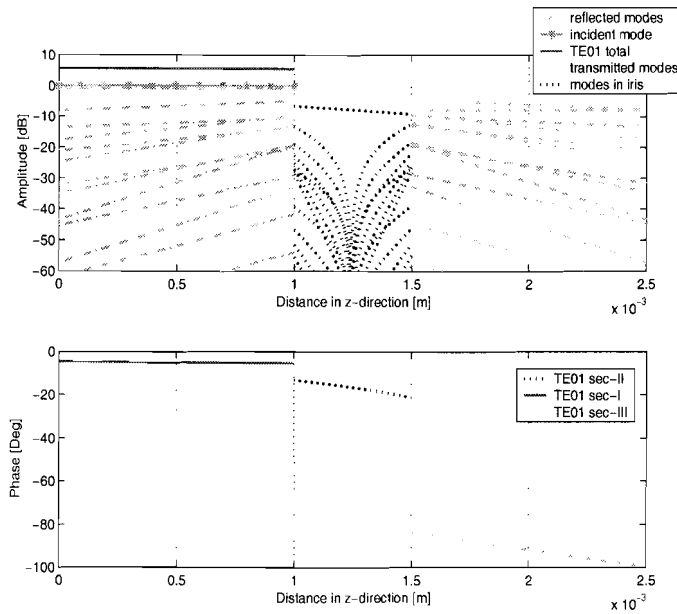 reflected modes
incident mode
TE01 total
transmitted modes
modes in iris
10
0
−10
−20
−30
−40
−50
−60
Amplitude [dB]
0
0.5
1
1.5
2
2.5
Distance in z−direction [m]
x 10⁻³
0
−20
−40
−60
−80
−100
Phase [Deg]
TE01 sec−II
TE01 sec−I
TE01 sec−III
0
0.5
1
1.5
2
2.5
Distance in z−direction [m]
x 10⁻³